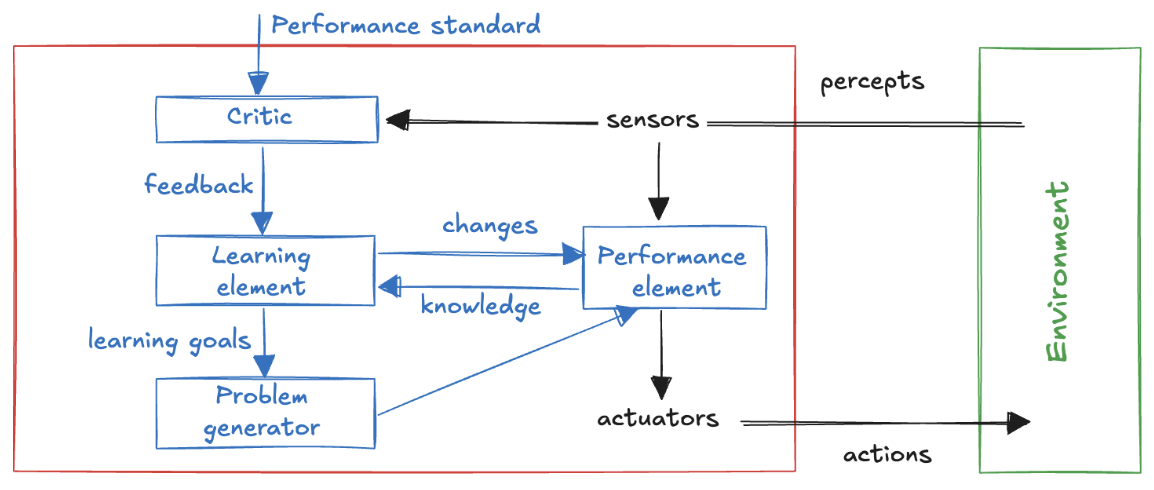 Performance standard
percepts
Critic
sensors
feedback
changes
Learning
element
Performance
element
knowledge
Environment
learning goals
Problem
generator
actuators
actions